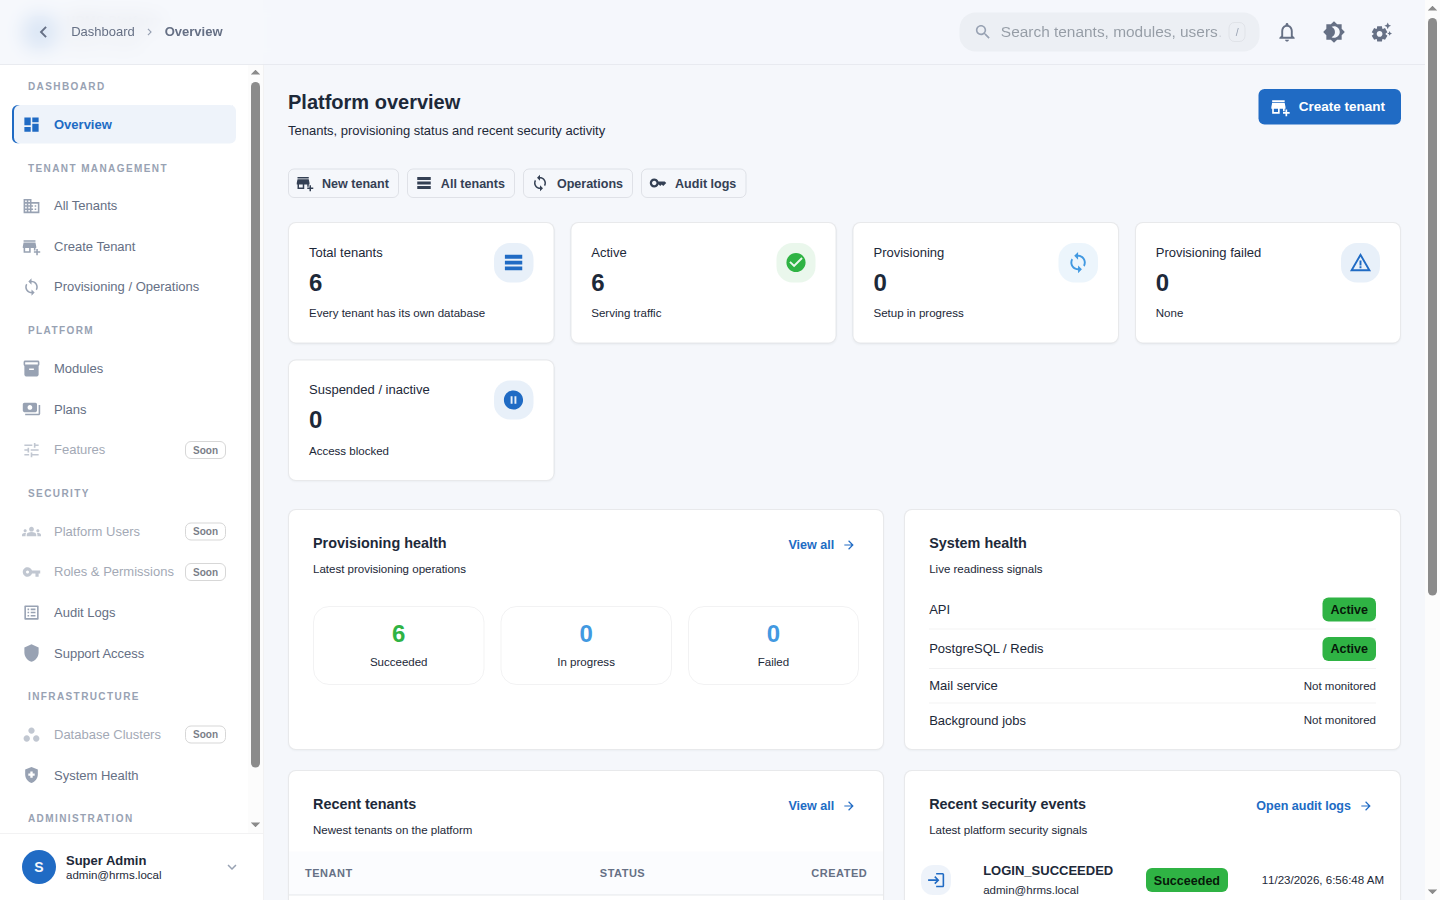 Dashboard > Overview
Search tenants, modules, users. /
DASHBOARD
Overview
TENANT MANAGEMENT
All Tenants
Create Tenant
Provisioning / Operations
PLATFORM
Modules
Plans
Features Soon
SECURITY
Platform Users Soon
Roles & Permissions Soon
Audit Logs
Support Access
INFRASTRUCTURE
Database Clusters Soon
System Health
ADMINISTRATION
S
Super Admin
admin@hrms.local
Platform overview
Tenants, provisioning status and recent security activity
Create tenant
New tenant All tenants Operations Audit logs
Total tenants
6
Every tenant has its own database
Active
6
Serving traffic
Provisioning
0
Setup in progress
Provisioning failed
0
None
Suspended / inactive
0
Access blocked
Provisioning health
View all
Latest provisioning operations
6
Succeeded
0
In progress
0
Failed
System health
Live readiness signals
API Active
PostgreSQL / Redis Active
Mail service Not monitored
Background jobs Not monitored
Recent tenants
View all
Newest tenants on the platform
TENANT STATUS CREATED
Recent security events
Open audit logs
Latest platform security signals
LOGIN_SUCCEEDED
admin@hrms.local
Succeeded
11/23/2026, 6:56:48 AM